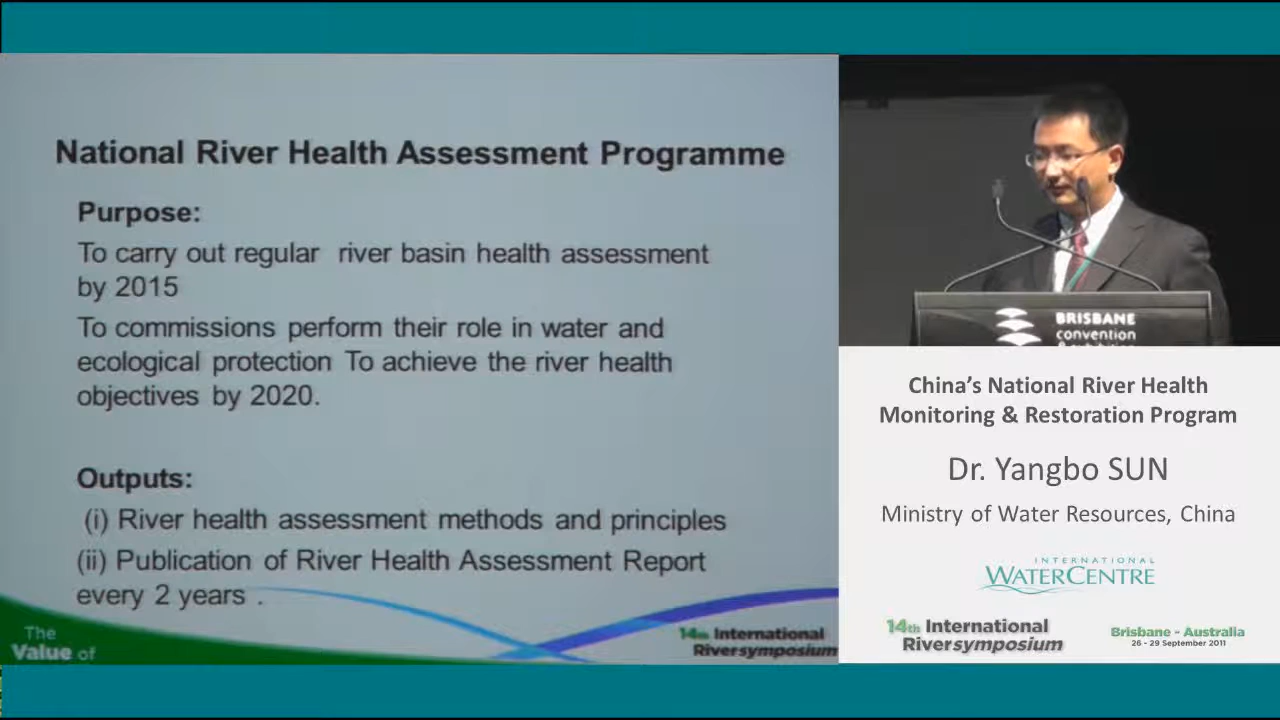 National River Health Assessment Programme
Purpose:
To carry out regular river basin health assessment
by 2015
To commissions perform their role in water and
ecological protection To achieve the river health
objectives by 2020.
Outputs:
(i) River health assessment methods and principles
(ii) Publication of River Health Assessment Report
every 2 years .
The
Value of
14th International
Riversymposium
BRISBANE
convention
China's National River Health
Monitoring & Restoration Program
Dr. Yangbo SUN
Ministry of Water Resources, China
INTERNATIONAL
WATERCENTRE
14th International
Riversymposium
Brisbane - Australia
26 - 29 September 2011